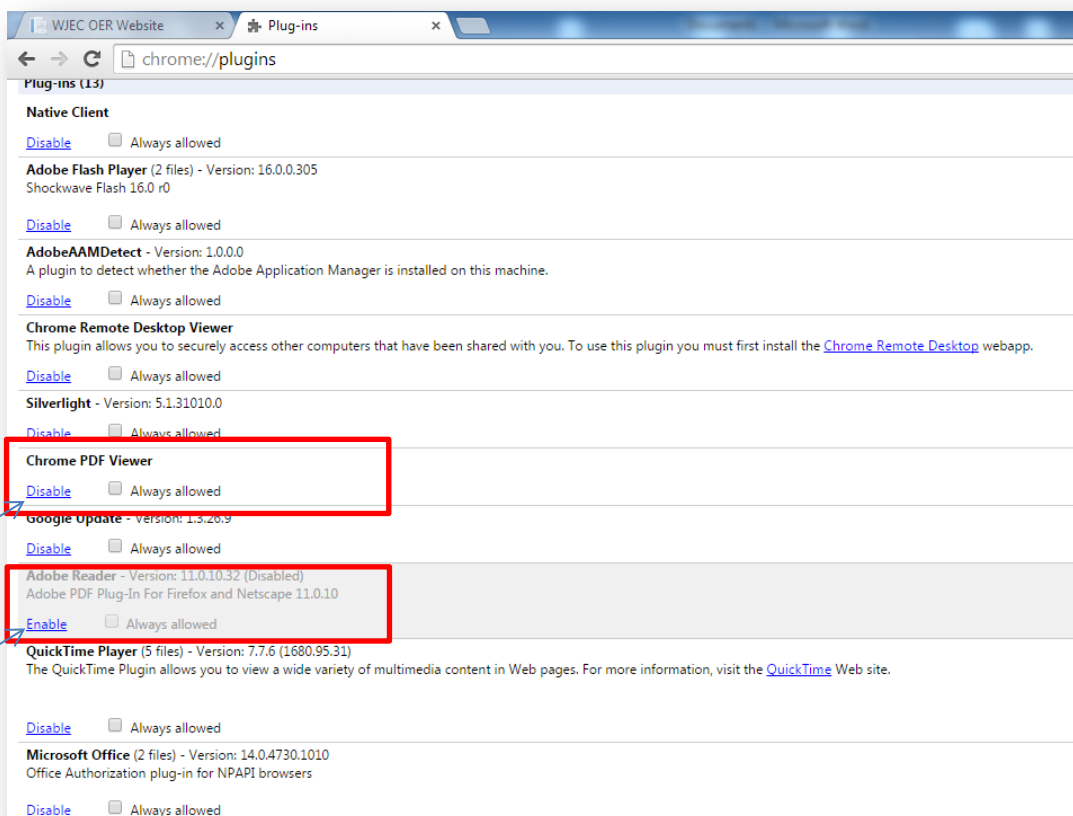 WJEC OER Website × Plug-ins ×
chrome://plugins
Plug-ins (13)
Native Client
Disable Always allowed
Adobe Flash Player (2 files) - Version: 16.0.0.305
Shockwave Flash 16.0 r0
Disable Always allowed
AdobeAAMDetect - Version: 1.0.0.0
A plugin to detect whether the Adobe Application Manager is installed on this machine.
Disable Always allowed
Chrome Remote Desktop Viewer
This plugin allows you to securely access other computers that have been shared with you. To use this plugin you must first install the Chrome Remote Desktop webapp.
Disable Always allowed
Silverlight - Version: 5.1.31010.0
Disable Always allowed
Chrome PDF Viewer
Disable Always allowed
Google Update - Version: 1.3.26.9
Disable Always allowed
Adobe Reader - Version: 11.0.10.32 (Disabled)
Adobe PDF Plug-In For Firefox and Netscape 11.0.10
Enable Always allowed
QuickTime Player (5 files) - Version: 7.7.6 (1680.95.31)
The QuickTime Plugin allows you to view a wide variety of multimedia content in Web pages. For more information, visit the QuickTime Web site.
Disable Always allowed
Microsoft Office (2 files) - Version: 14.0.4730.1010
Office Authorization plug-in for NPAPI browsers
Disable Always allowed